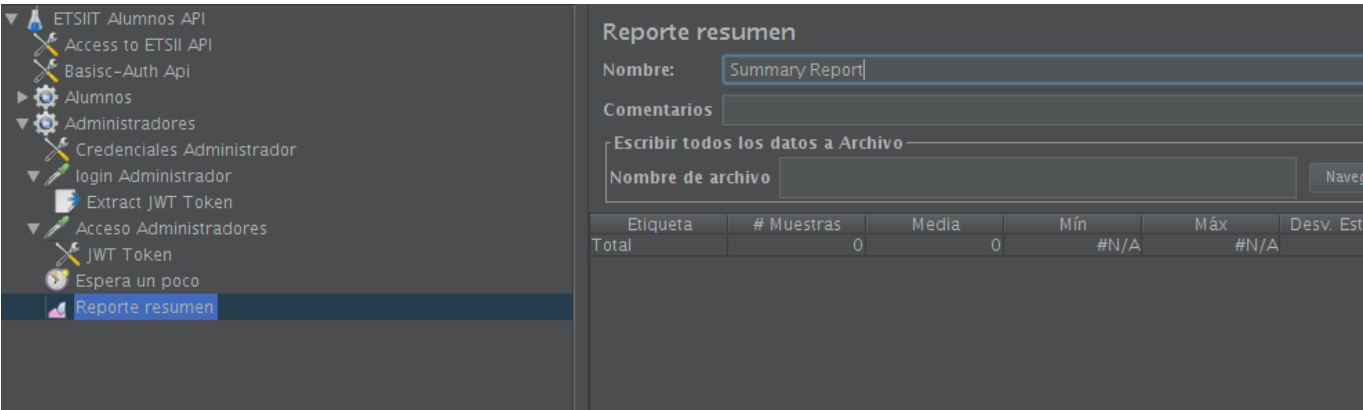 ETSIIT Alumnos API
Access to ETSII API
Basisc-Auth Api
Alumnos
Administradores
Credenciales Administrador
login Administrador
Extract JWT Token
Acceso Administradores
JWT Token
Espera un poco
Reporte resumen
Reporte resumen
Nombre: Summary Report
Comentarios
Escribir todos los datos a Archivo
Nombre de archivo Naveg
Etiqueta # Muestras Media Mín Máx Desv. Est
Total 0 0 #N/A #N/A